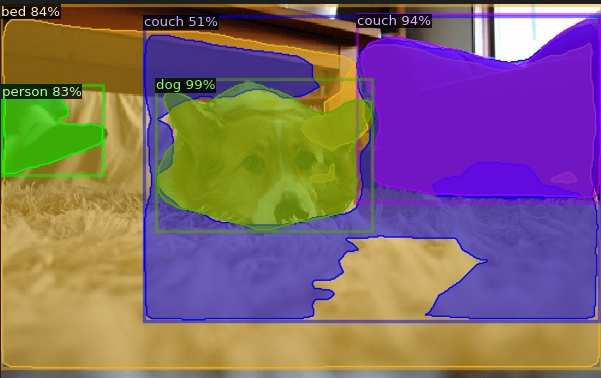 bed 84%
couch 51%
couch 94%
dog 99%
person 83%